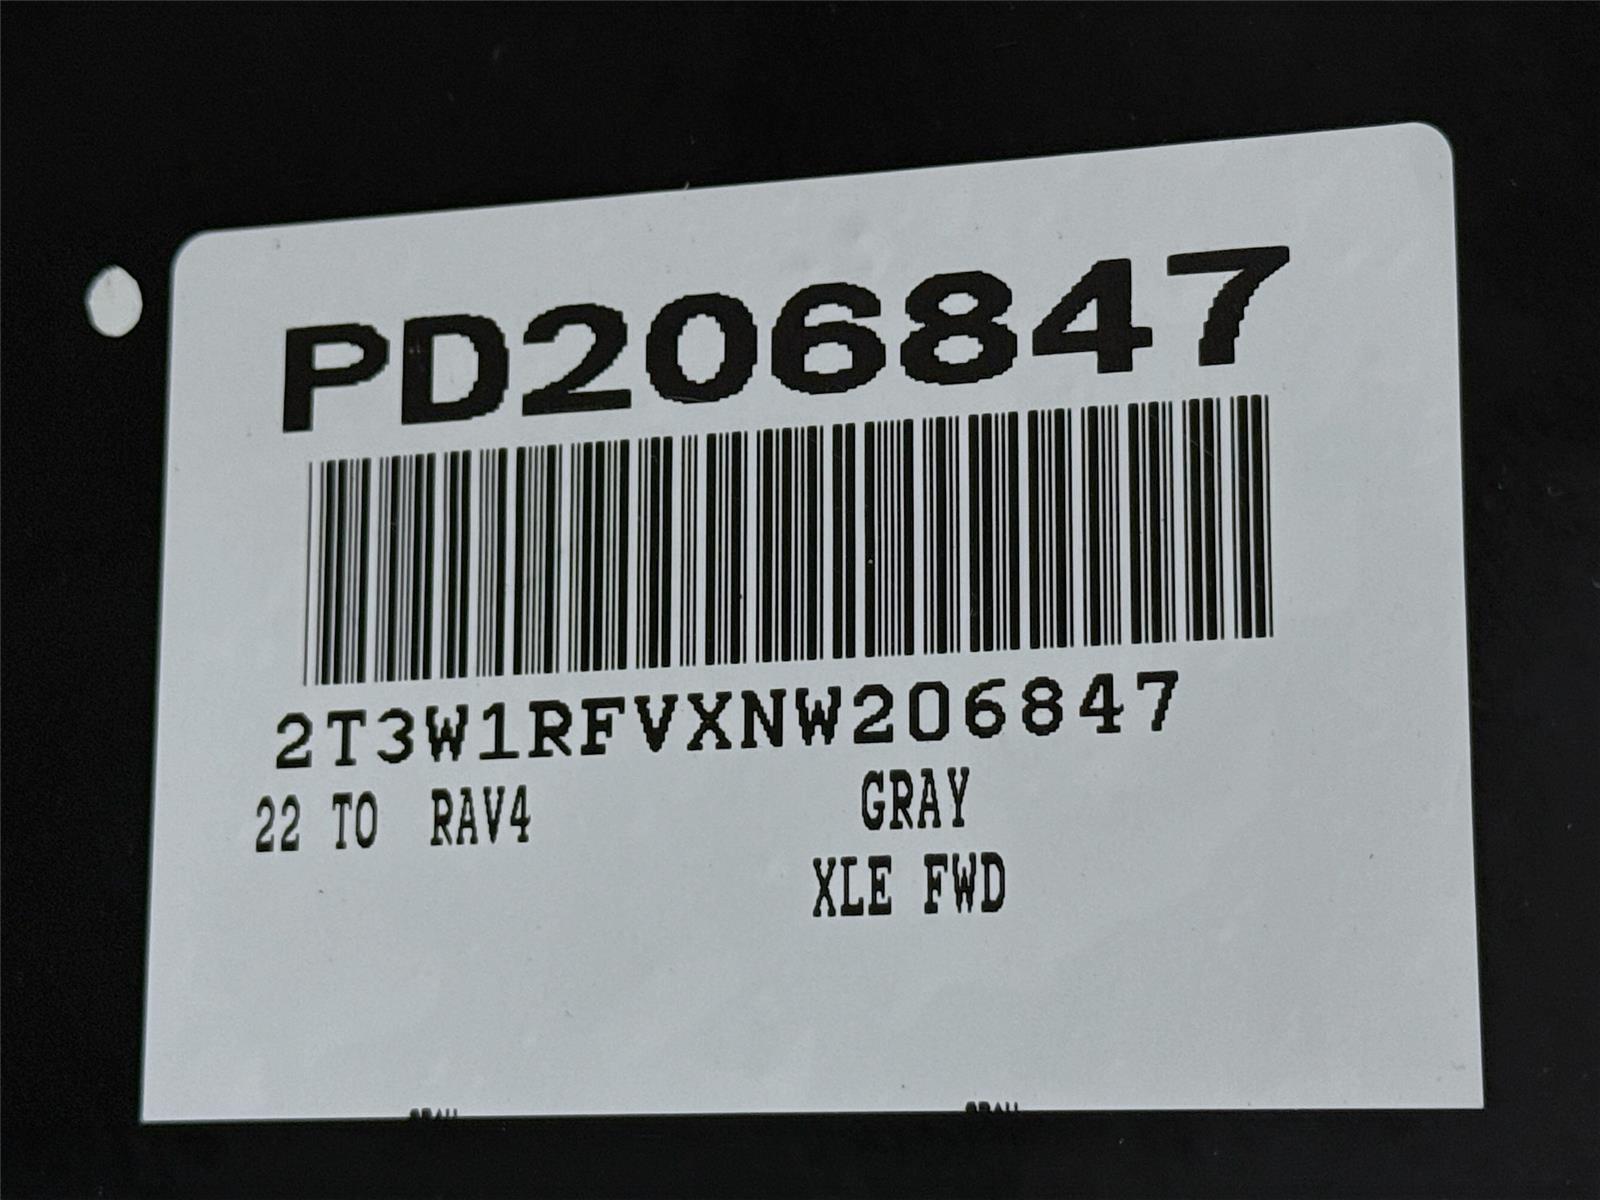 PD206847
2T3W1RFVXNW206847
22 TO RAV4 GRAY
XLE FWD